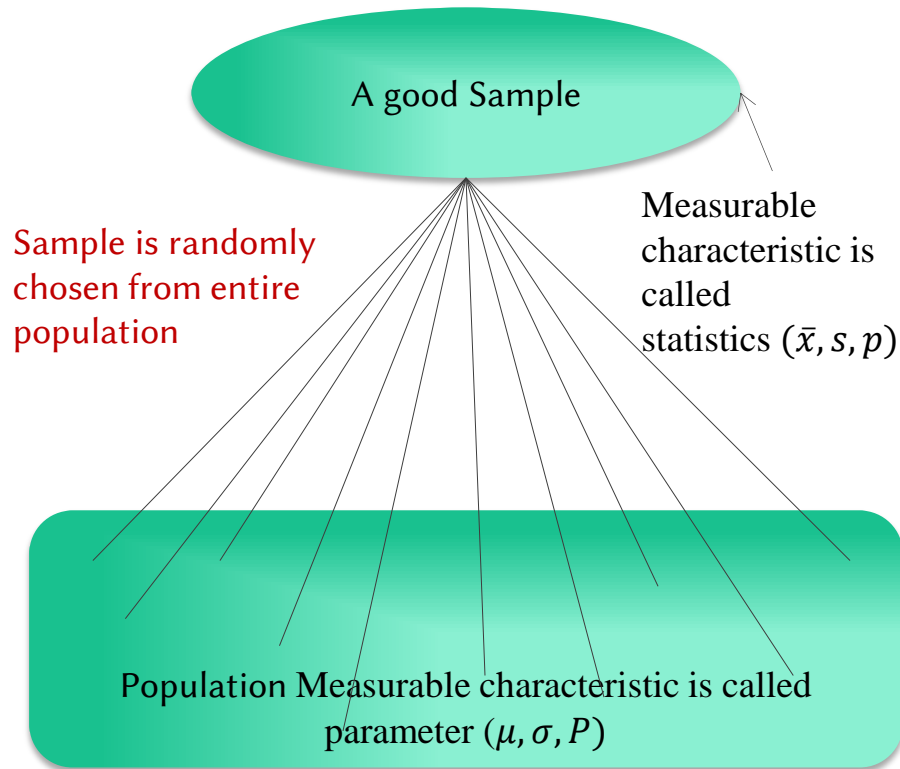 A good Sample
Sample is randomly
chosen from entire
population
Measurable
characteristic is
called
statistics (x̄, s, p)
Population Measurable characteristic is called
parameter (μ, σ, P)